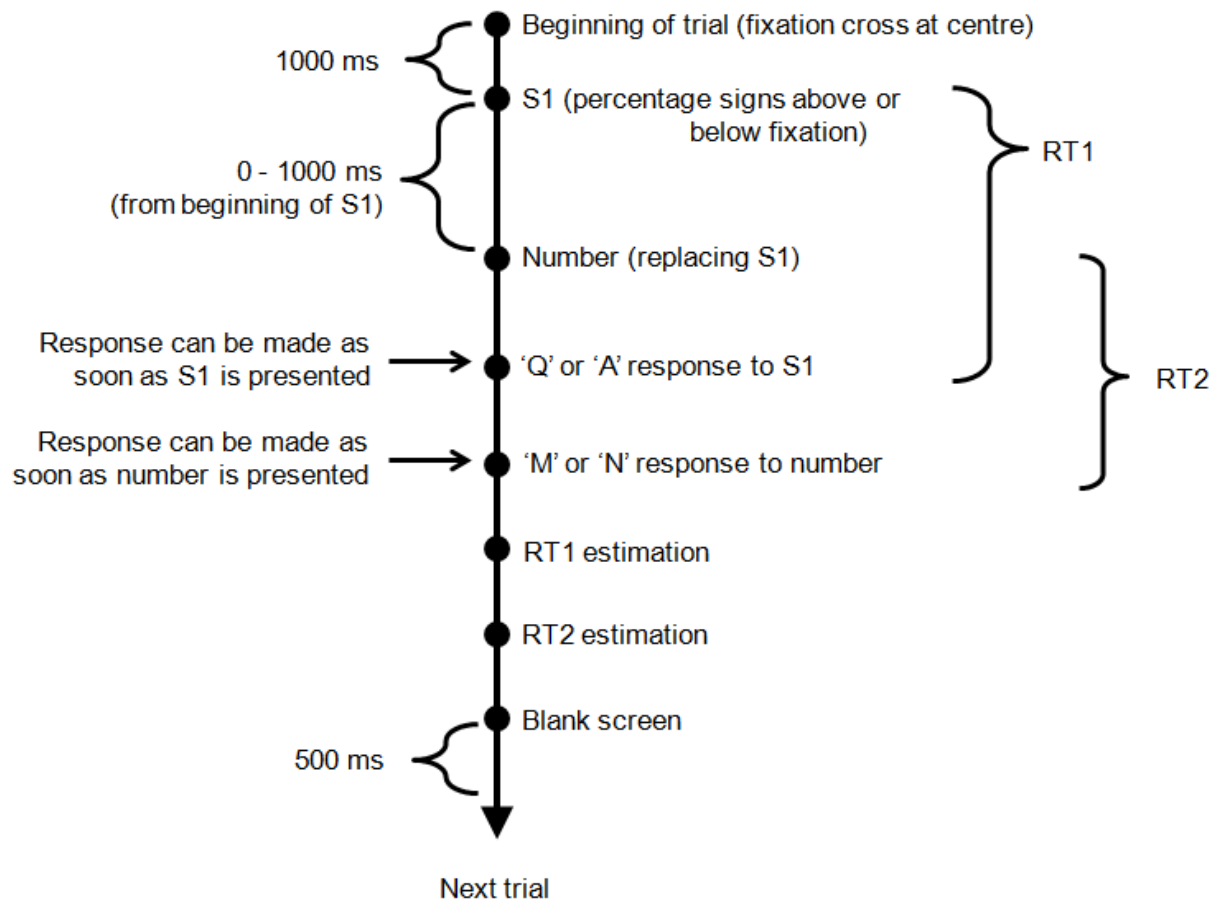 Beginning of trial (fixation cross at centre)
1000 ms
S1 (percentage signs above or
below fixation)
RT1
0 - 1000 ms
(from beginning of S1)
Number (replacing S1)
Response can be made as
soon as S1 is presented
‘Q’ or ‘A’ response to S1
RT2
Response can be made as
soon as number is presented
‘M’ or ‘N’ response to number
RT1 estimation
RT2 estimation
Blank screen
500 ms
Next trial